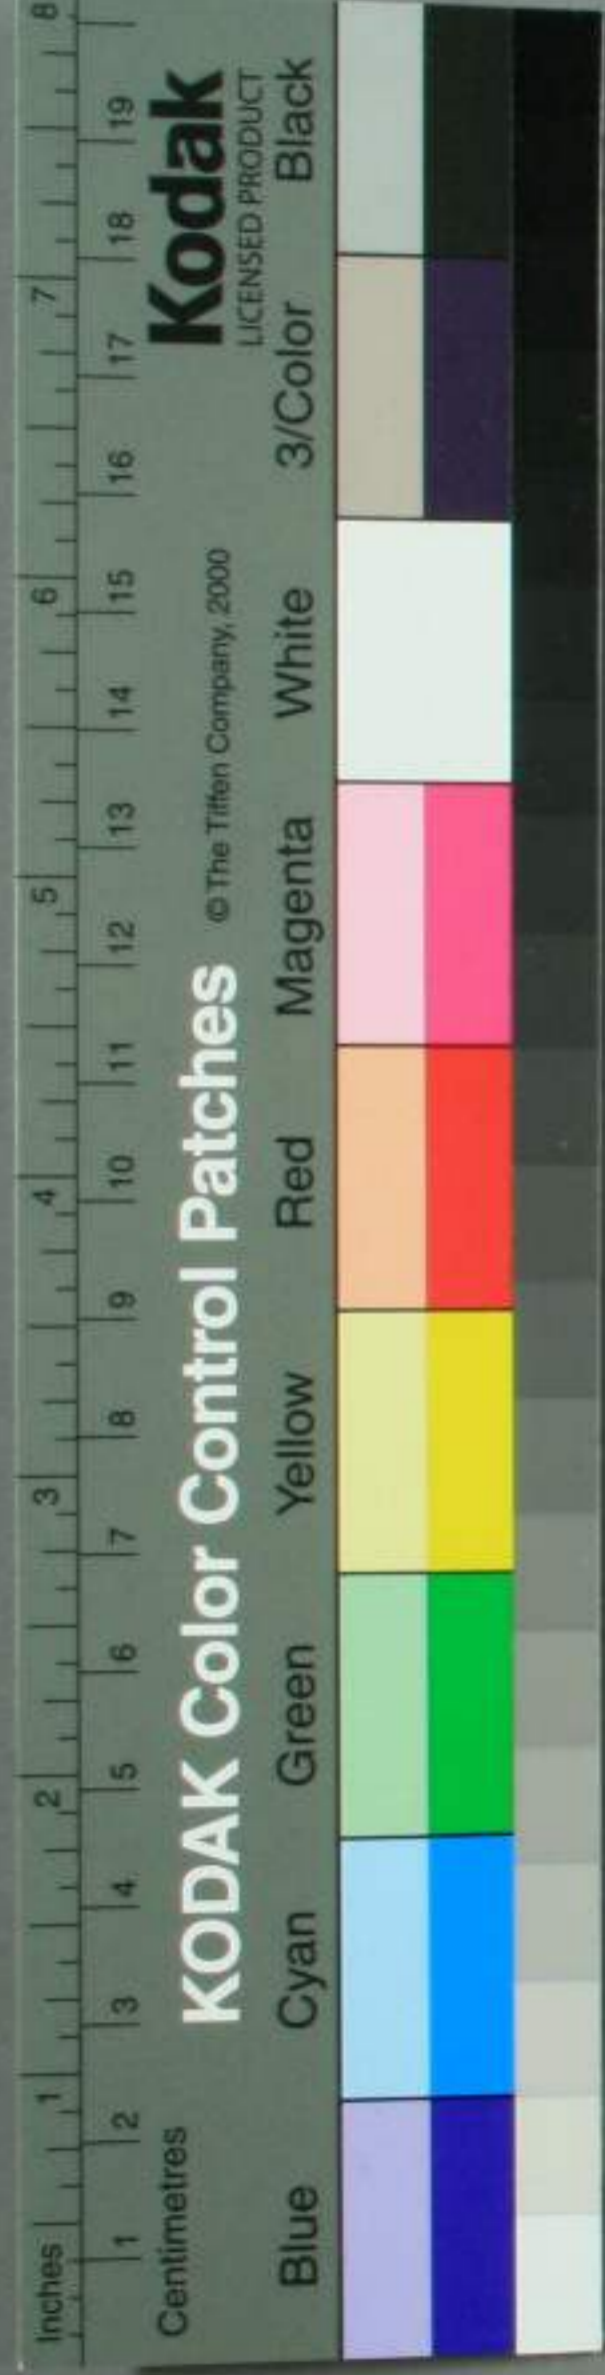 Inches 1 2 3 4 5 6 7 8
1 2 3 4 5 6 7 8 9 10 11 12 13 14 15 16 17 18 19
Centimetres
KODAK Color Control Patches © The Tiffen Company, 2000 Kodak
LICENSED PRODUCT
Blue Cyan Green Yellow Red Magenta White 3/Color Black